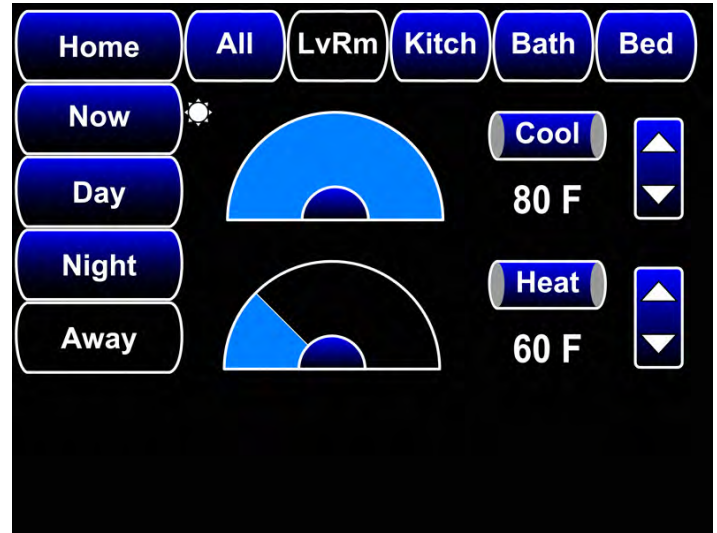 Home All LvRm Kitch Bath Bed
Now
Cool
Day
80 F
Night
Heat
Away
60 F